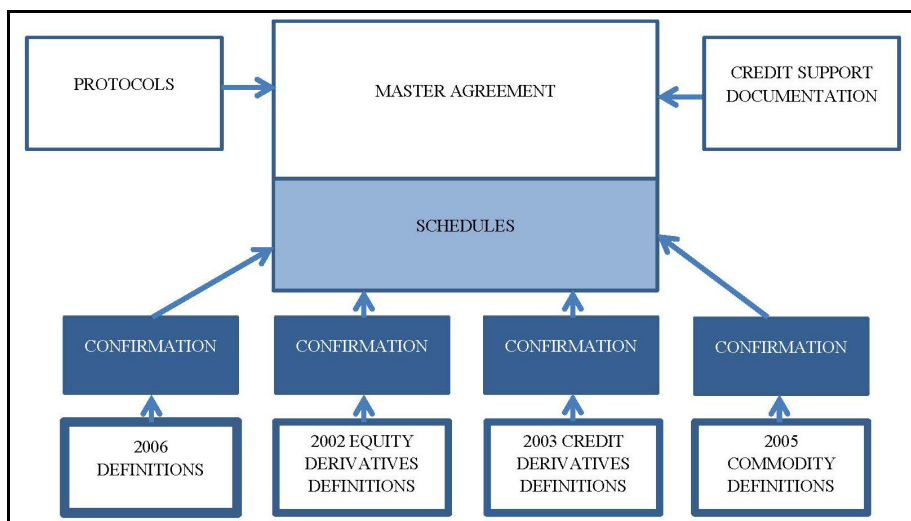 PROTOCOLS
MASTER AGREEMENT
CREDIT SUPPORT
DOCUMENTATION
SCHEDULES
CONFIRMATION
CONFIRMATION
CONFIRMATION
CONFIRMATION
2006
DEFINITIONS
2002 EQUITY
DERIVATIVES
DEFINITIONS
2003 CREDIT
DERIVATIVES
DEFINITIONS
2005
COMMODITY
DEFINITIONS